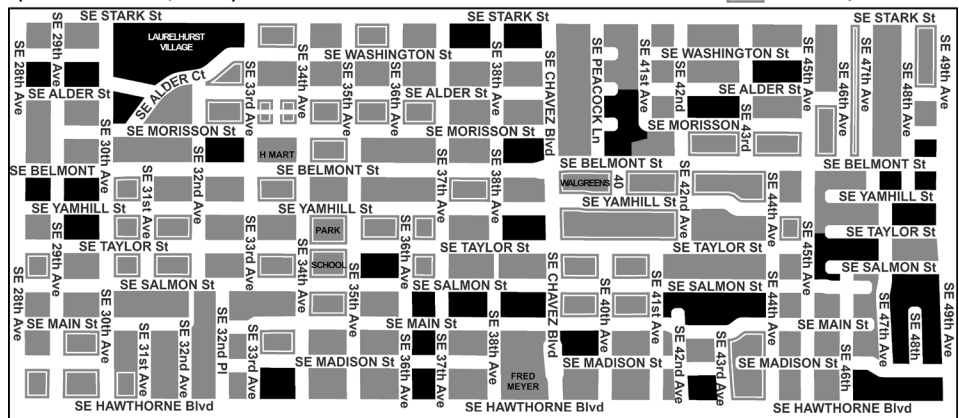 SE STARK St
SE STARK St
SE 28th Ave
SE 29th Ave
LAURELHURST
VILLAGE
SE WASHINGTON St
SE WASHINGTON St
SE 34th Ave
SE 35th Ave
SE 36th Ave
SE 38th Ave
SE CHAVEZ Blvd
SE PEACOCK Ln
SE 41st Ave
SE 42nd
SE 45th Ave
SE 46th Ave
SE 47th Ave
SE 48th Ave
SE 49th Ave
SE ALDER St
SE ALDER Ct
SE 33rd Ave
SE ALDER St
SE ALDER St
SE MORISSON St
SE MORISSON St
SE MORISSON
SE 43rd
SE 30th Ave
SE 32nd Ave
H MART
SE BELMONT
SE BELMONT St
SE BELMONT St
SE BELMONT St
SE 31st Ave
SE 37th Ave
SE 38th Ave
WALGREENS
40
SE 42nd Ave
SE 44th Ave
SE YAMHILL St
SE YAMHILL St
SE YAMHILL St
SE YAMHILL St
PARK
SE 29th Ave
SE 33rd Ave
SE 34th Ave
SE 36th Ave
SE 45th Ave
SE TAYLOR St
SE TAYLOR St
SE TAYLOR St
SE TAYLOR St
SCHOOL
SE 28th Ave
SE 30th Ave
SE 35th Ave
SE CHAVEZ Blvd
SE SALMON St
SE SALMON St
SE SALMON St
SE SALMON St
SE 40th Ave
SE 41st Ave
SE 44th Ave
SE 47th Ave
SE 48th
SE 49th Ave
SE MAIN St
SE MAIN St
SE MAIN St
SE 31st Ave
SE 32nd Ave
SE 32nd Pl
SE 33rd Ave
SE 36th Ave
SE 37th Ave
SE 38th Ave
SE 42nd Ave
SE 43rd Ave
SE 46th
SE MADISON St
SE MADISON St
SE MADISON St
FRED
MEYER
SE HAWTHORNE Blvd
SE HAWTHORNE Blvd
SE HAWTHORNE Blvd